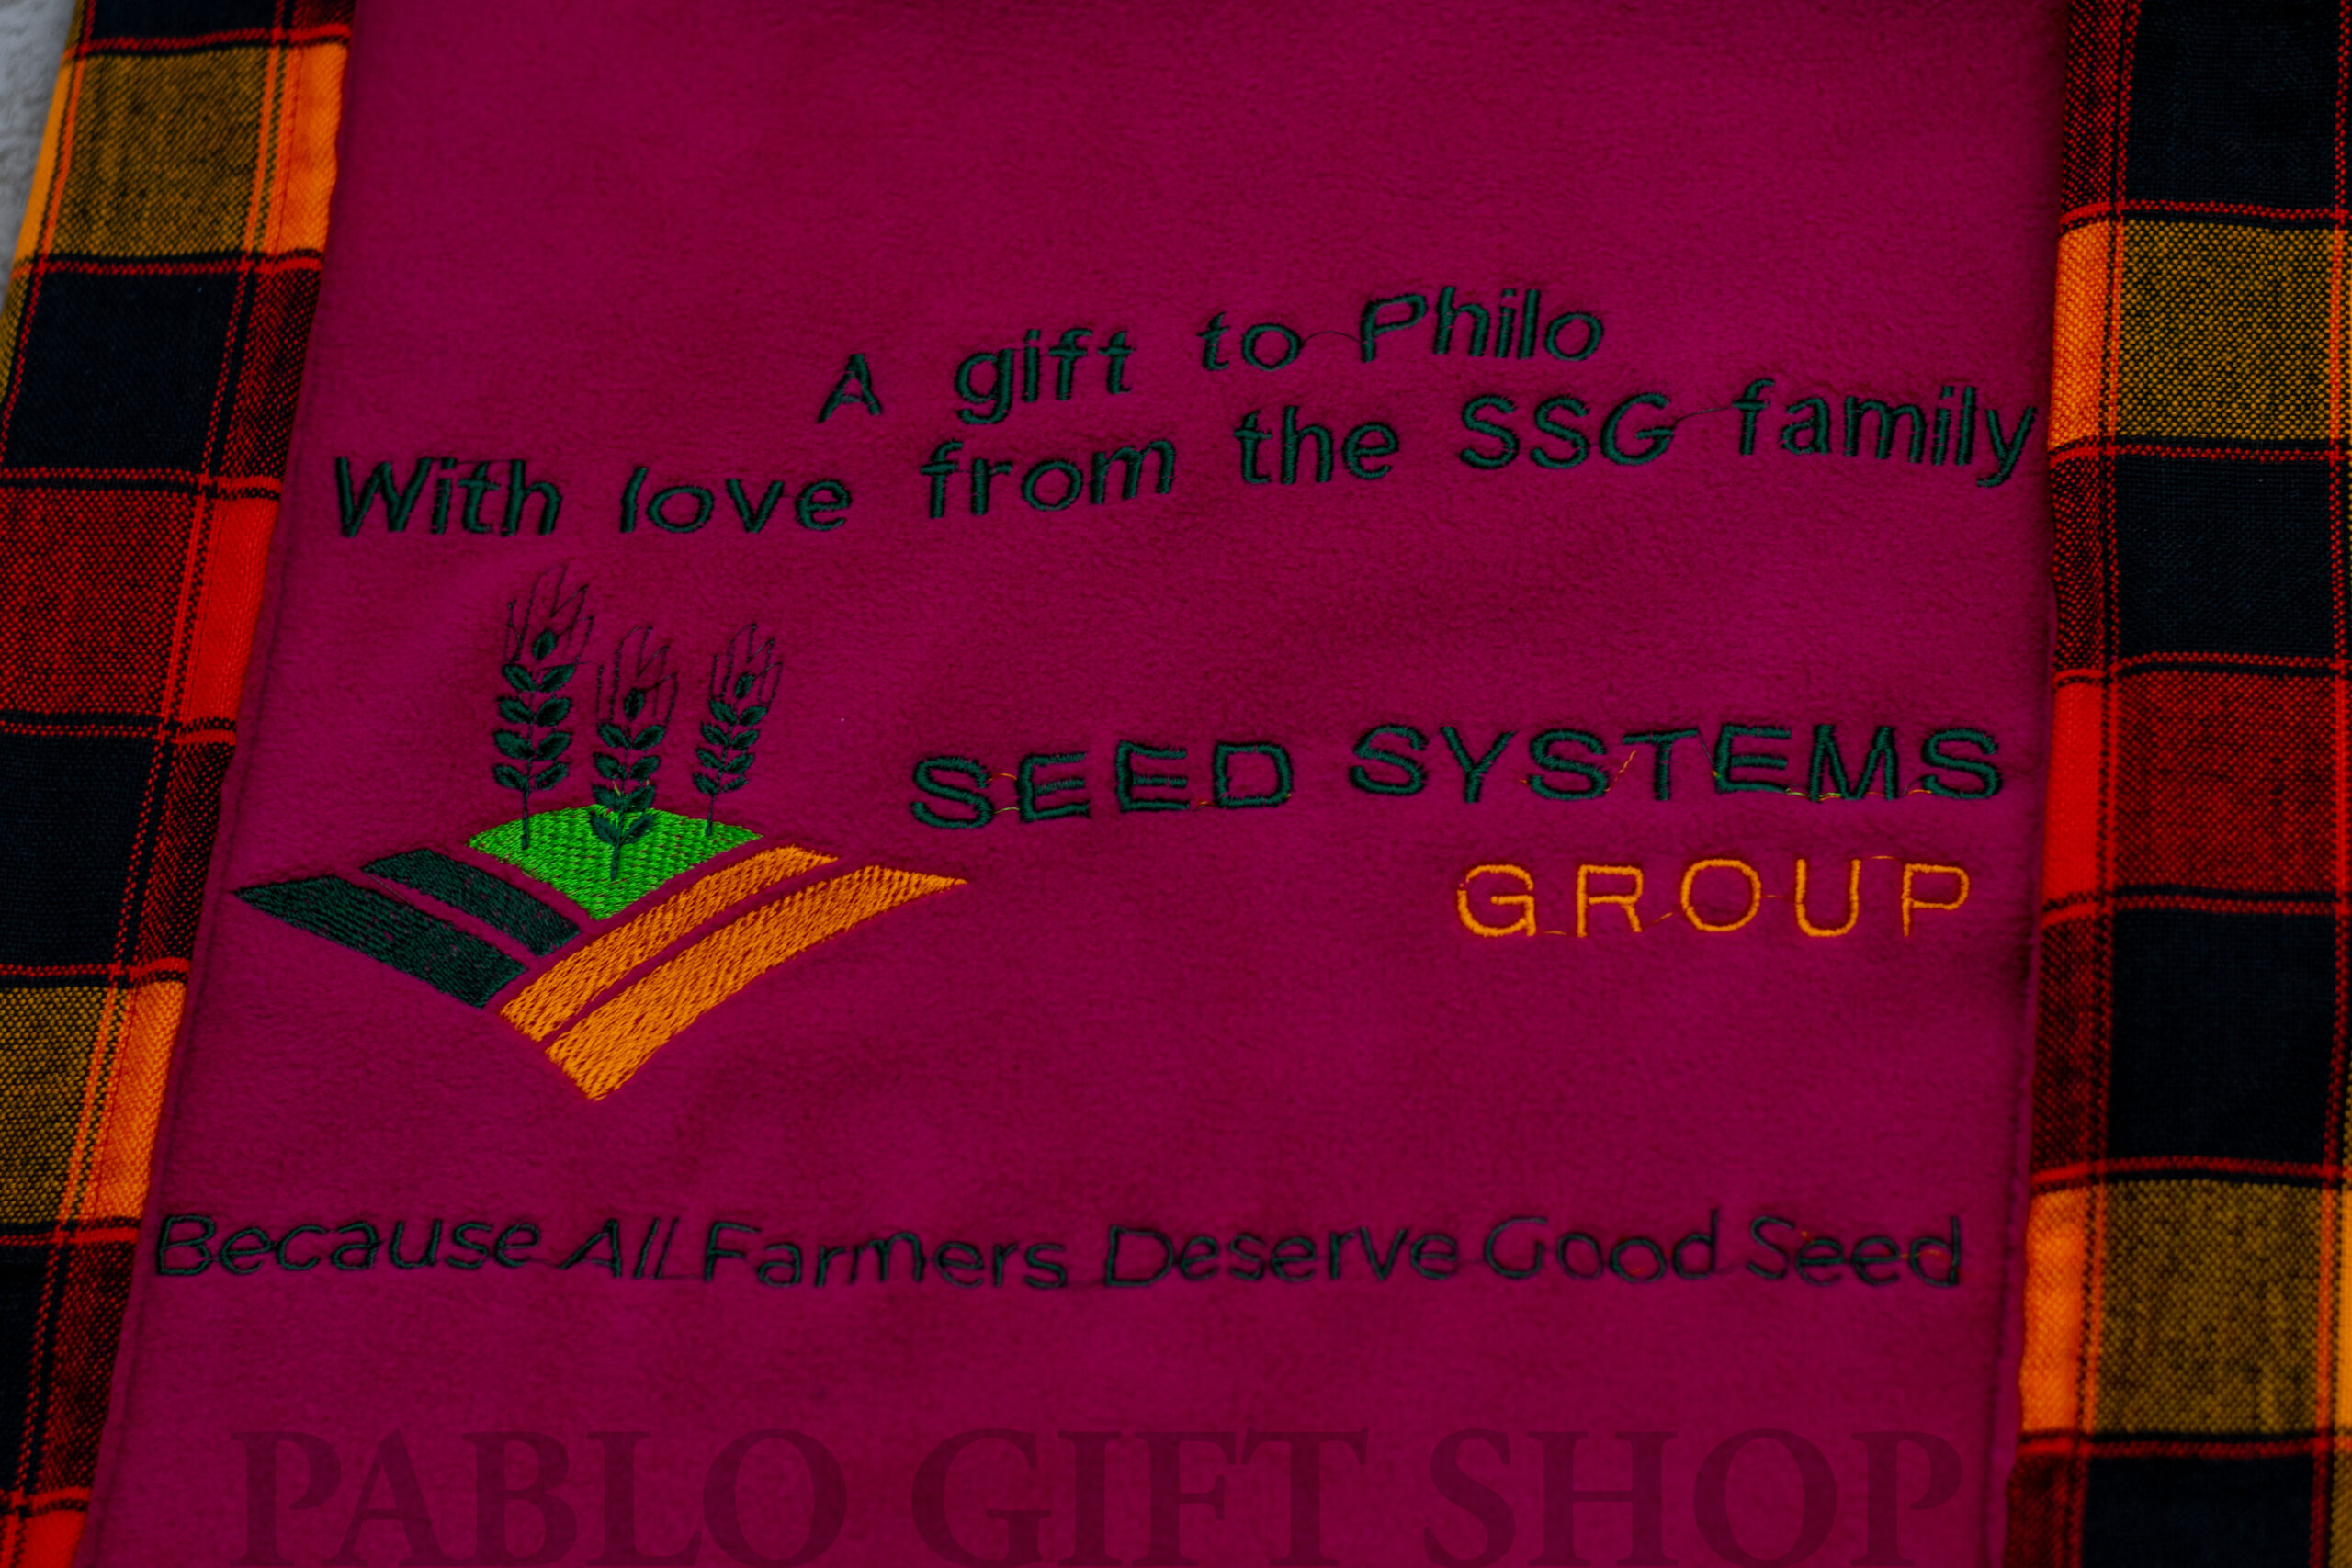 A gift to Philo
With love from the SSG family
SEED SYSTEMS
GROUP
Because All Farmers Deserve Good Seed
PABLO GIFT SHOP